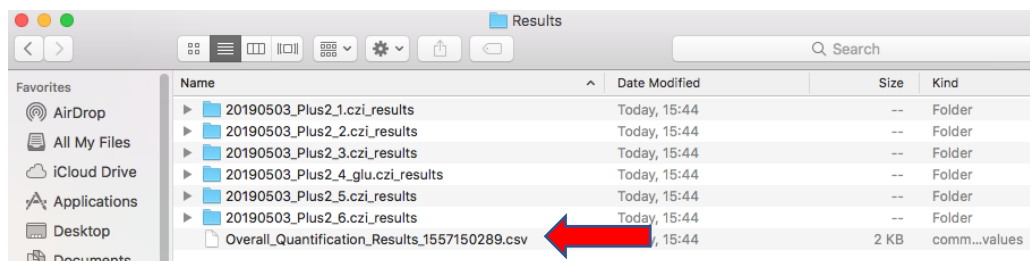 Results
Search
Favorites
AirDrop
All My Files
iCloud Drive
Applications
Desktop
Documents
Name Date Modified Size Kind
20190503_Plus2_1.czi_results Today, 15:44 -- Folder
20190503_Plus2_2.czi_results Today, 15:44 -- Folder
20190503_Plus2_3.czi_results Today, 15:44 -- Folder
20190503_Plus2_4_glu.czi_results Today, 15:44 -- Folder
20190503_Plus2_5.czi_results Today, 15:44 -- Folder
20190503_Plus2_6.czi_results Today, 15:44 -- Folder
Overall_Quantification_Results_1557150289.csv 15:44 2 KB comm...values